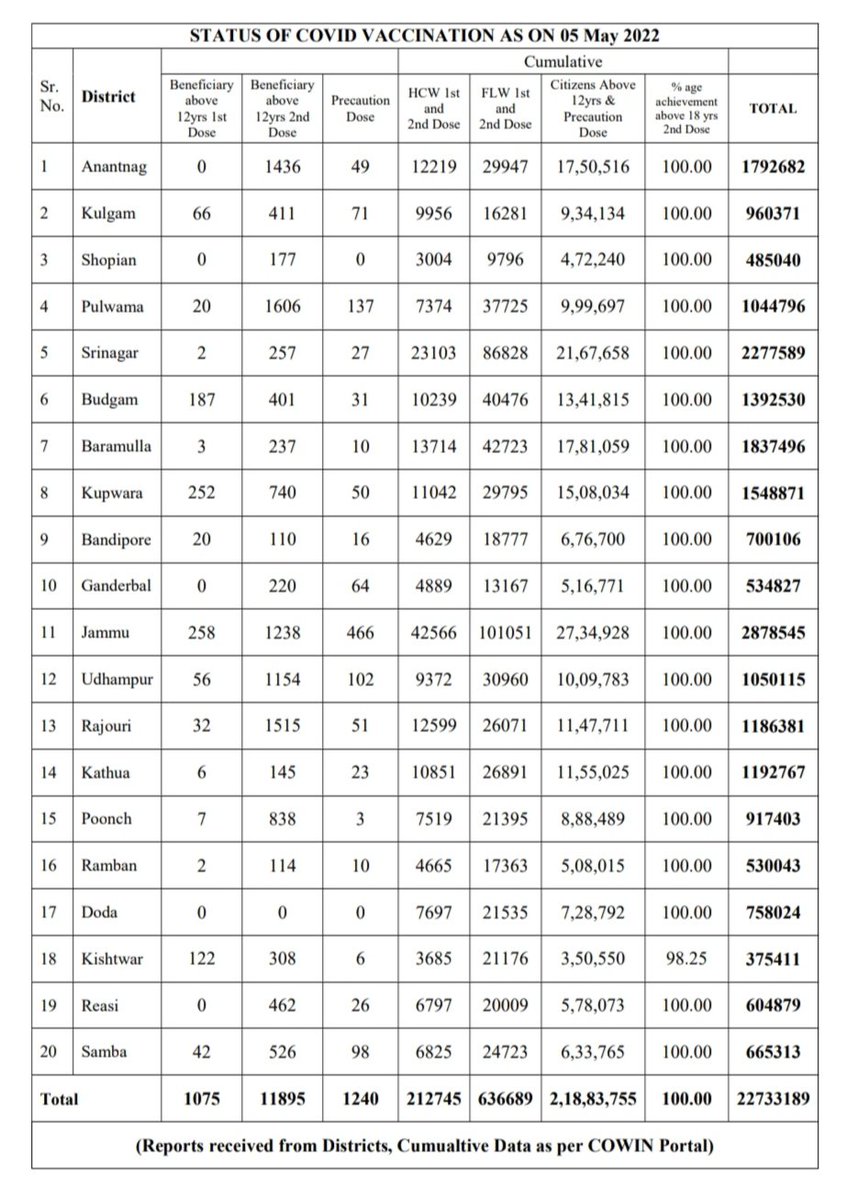 STATUS OF COVID VACCINATION AS ON 05 May 2022
Cumulative
Sr. No. District Beneficiary above 12yrs 1st Dose Beneficiary above 12yrs 2nd Dose Precaution Dose HCW 1st and 2nd Dose FLW 1st and 2nd Dose Citizens Above 12yrs & Precaution Dose % age achievement above 18 yrs 2nd Dose TOTAL
1 Anantnag 0 1436 49 12219 29947 17,50,516 100.00 1792682
2 Kulgam 66 411 71 9956 16281 9,34,134 100.00 960371
3 Shopian 0 177 0 3004 9796 4,72,240 100.00 485040
4 Pulwama 20 1606 137 7374 37725 9,99,697 100.00 1044796
5 Srinagar 2 257 27 23103 86828 21,67,658 100.00 2277589
6 Budgam 187 401 31 10239 40476 13,41,815 100.00 1392530
7 Baramulla 3 237 10 13714 42723 17,81,059 100.00 1837496
8 Kupwara 252 740 50 11042 29795 15,08,034 100.00 1548871
9 Bandipore 20 110 16 4629 18777 6,76,700 100.00 700106
10 Ganderbal 0 220 64 4889 13167 5,16,771 100.00 534827
11 Jammu 258 1238 466 42566 101051 27,34,928 100.00 2878545
12 Udhampur 56 1154 102 9372 30960 10,09,783 100.00 1050115
13 Rajouri 32 1515 51 12599 26071 11,47,711 100.00 1186381
14 Kathua 6 145 23 10851 26891 11,55,025 100.00 1192767
15 Poonch 7 838 3 7519 21395 8,88,489 100.00 917403
16 Ramban 2 114 10 4665 17363 5,08,015 100.00 530043
17 Doda 0 0 0 7697 21535 7,28,792 100.00 758024
18 Kishtwar 122 308 6 3685 21176 3,50,550 98.25 375411
19 Reasi 0 462 26 6797 20009 5,78,073 100.00 604879
20 Samba 42 526 98 6825 24723 6,33,765 100.00 665313
Total 1075 11895 1240 212745 636689 2,18,83,755 100.00 22733189
(Reports received from Districts, Cumualtive Data as per COWIN Portal)